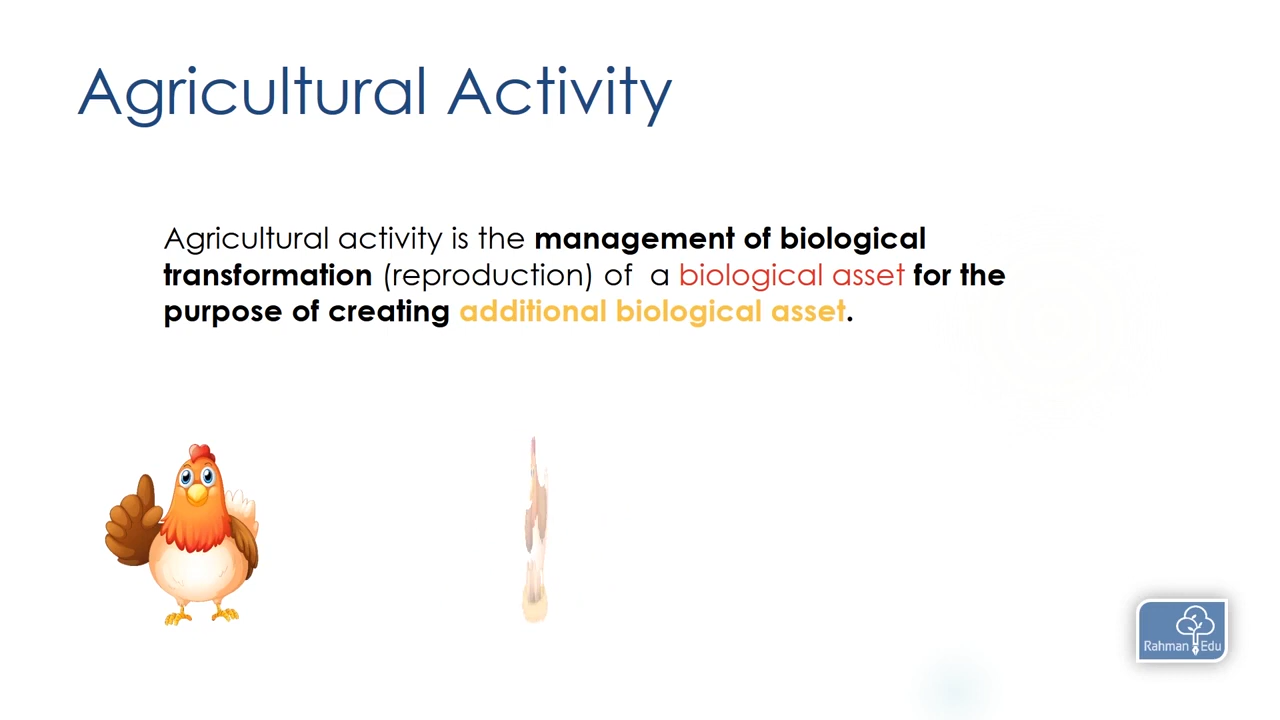 Agricultural Activity
Agricultural activity is the management of biological
transformation (reproduction) of a biological asset for the
purpose of creating additional biological asset.
Rahman Edu